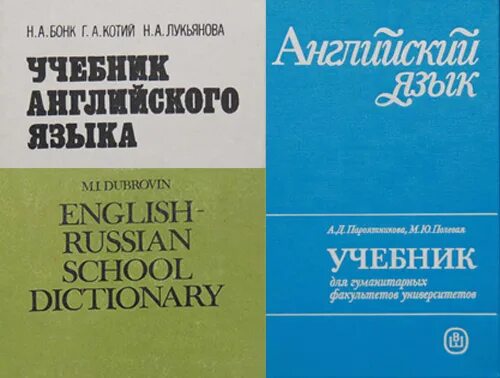 Н.А.БОНК Г.А.КОТИЙ Н.А.ЛУКЬЯНОВА
УЧЕБНИК
АНГЛИЙСКОГО
ЯЗЫКА
M.I. DUBROVIN
ENGLISH-
RUSSIAN
SCHOOL
DICTIONARY
Английский
язык
А.Д. Пароятникова, М.Ю. Полевая
УЧЕБНИК
для гуманитарных
факультетов университетов